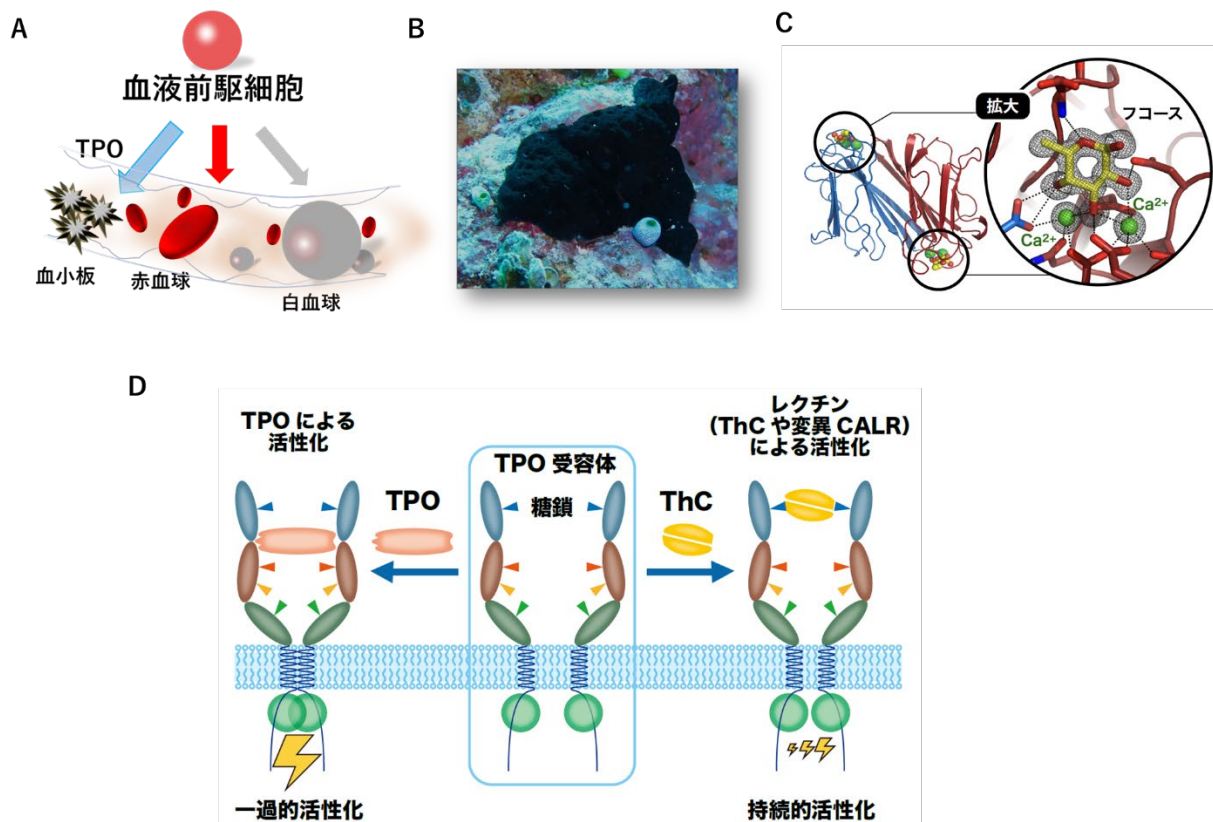 A
血液前駆細胞
TPO
血小板
赤血球
白血球
B
C
拡大
フコース
Ca2+
Ca2+
D
TPO による
活性化
TPO
TPO 受容体
糖鎖
ThC
レクチン
(ThC や変異 CALR)
による活性化
一過的活性化
持続的活性化